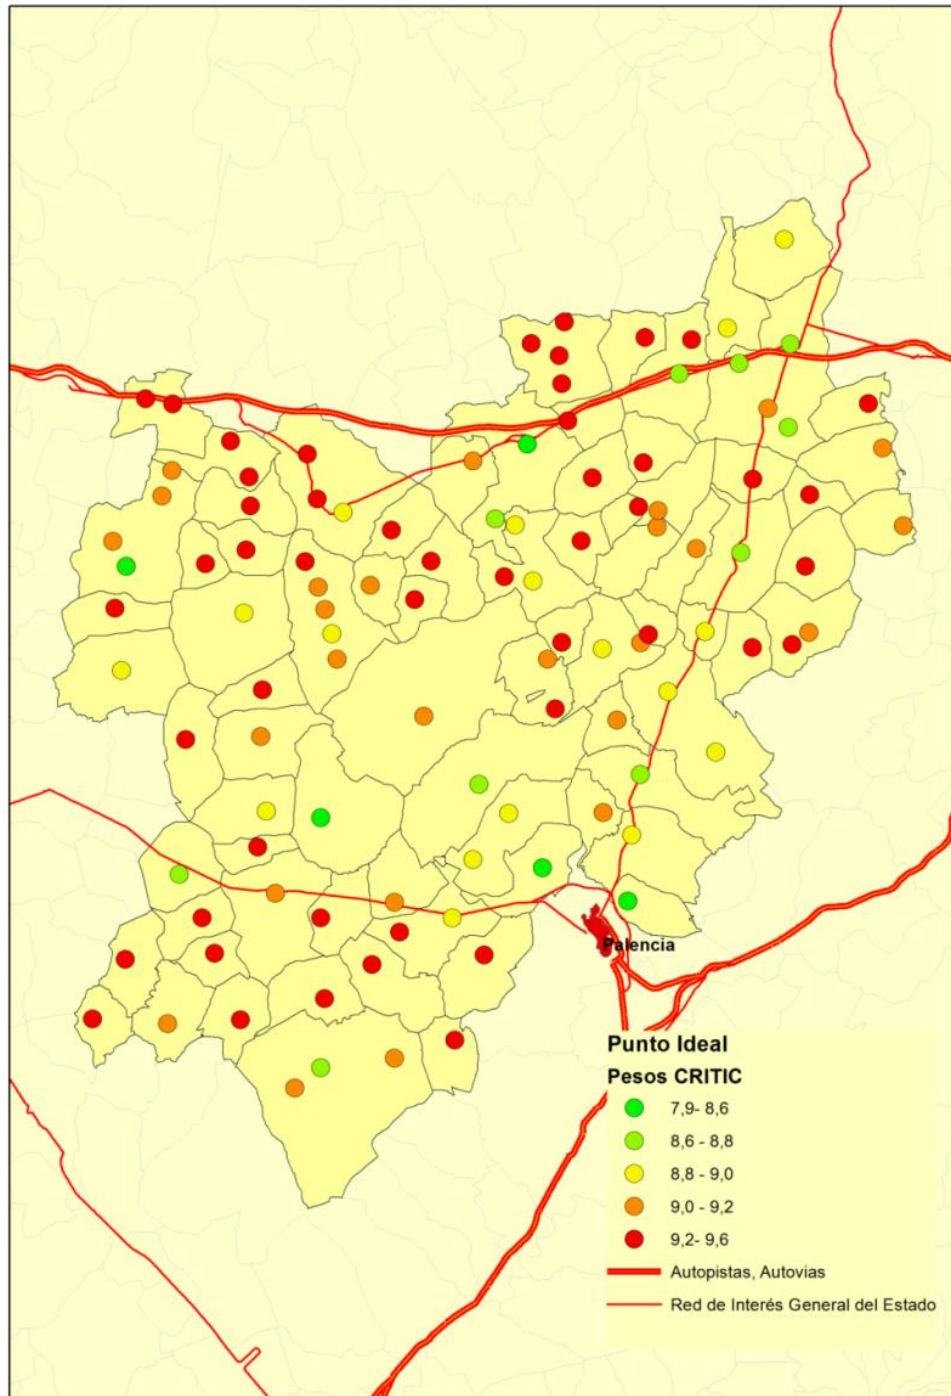 Palencia
Punto Ideal
Pesos CRITIC
7,9- 8,6
8,6 - 8,8
8,8 - 9,0
9,0 - 9,2
9,2- 9,6
Autopistas, Autovias
Red de Interés General del Estado